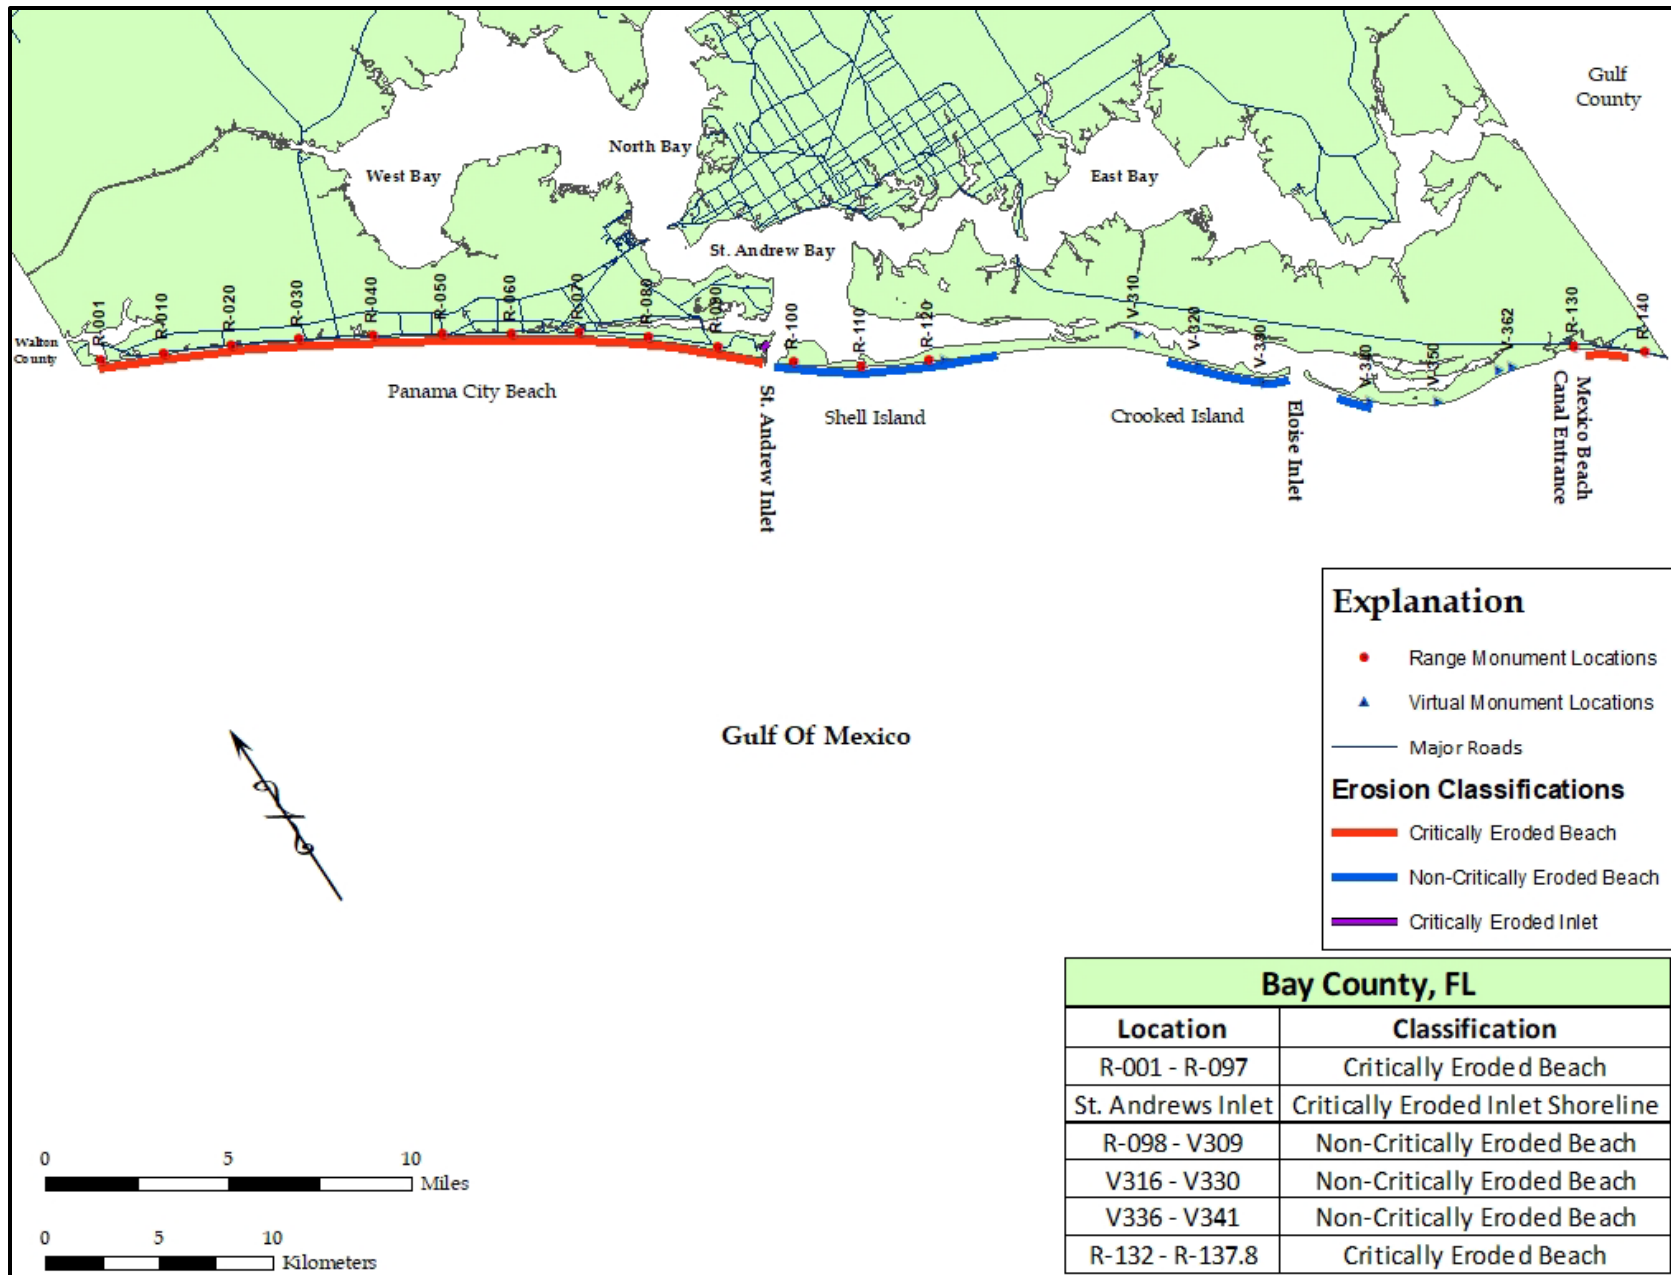 Gulf
County
North Bay
West Bay
East Bay
St. Andrew Bay
Walton
County
R-001
R-010
R-020
R-030
R-040
R-050
R-060
R-070
R-080
R-090
R-100
R-110
R-120
V-310
V-320
V-330
V-340
V-350
V-362
R-130
R-140
Panama City Beach
St. Andrew Inlet
Shell Island
Crooked Island
Eloise Inlet
Mexico Beach
Canal Entrance
Gulf Of Mexico
Explanation
Range Monument Locations
Virtual Monument Locations
Major Roads
Erosion Classifications
Critically Eroded Beach
Non-Critically Eroded Beach
Critically Eroded Inlet
Bay County, FL
Location Classification
R-001 - R-097 Critically Eroded Beach
St. Andrews Inlet Critically Eroded Inlet Shoreline
R-098 - V309 Non-Critically Eroded Beach
V316 - V330 Non-Critically Eroded Beach
V336 - V341 Non-Critically Eroded Beach
R-132 - R-137.8 Critically Eroded Beach
0 5 10
Miles
0 5 10
Kilometers